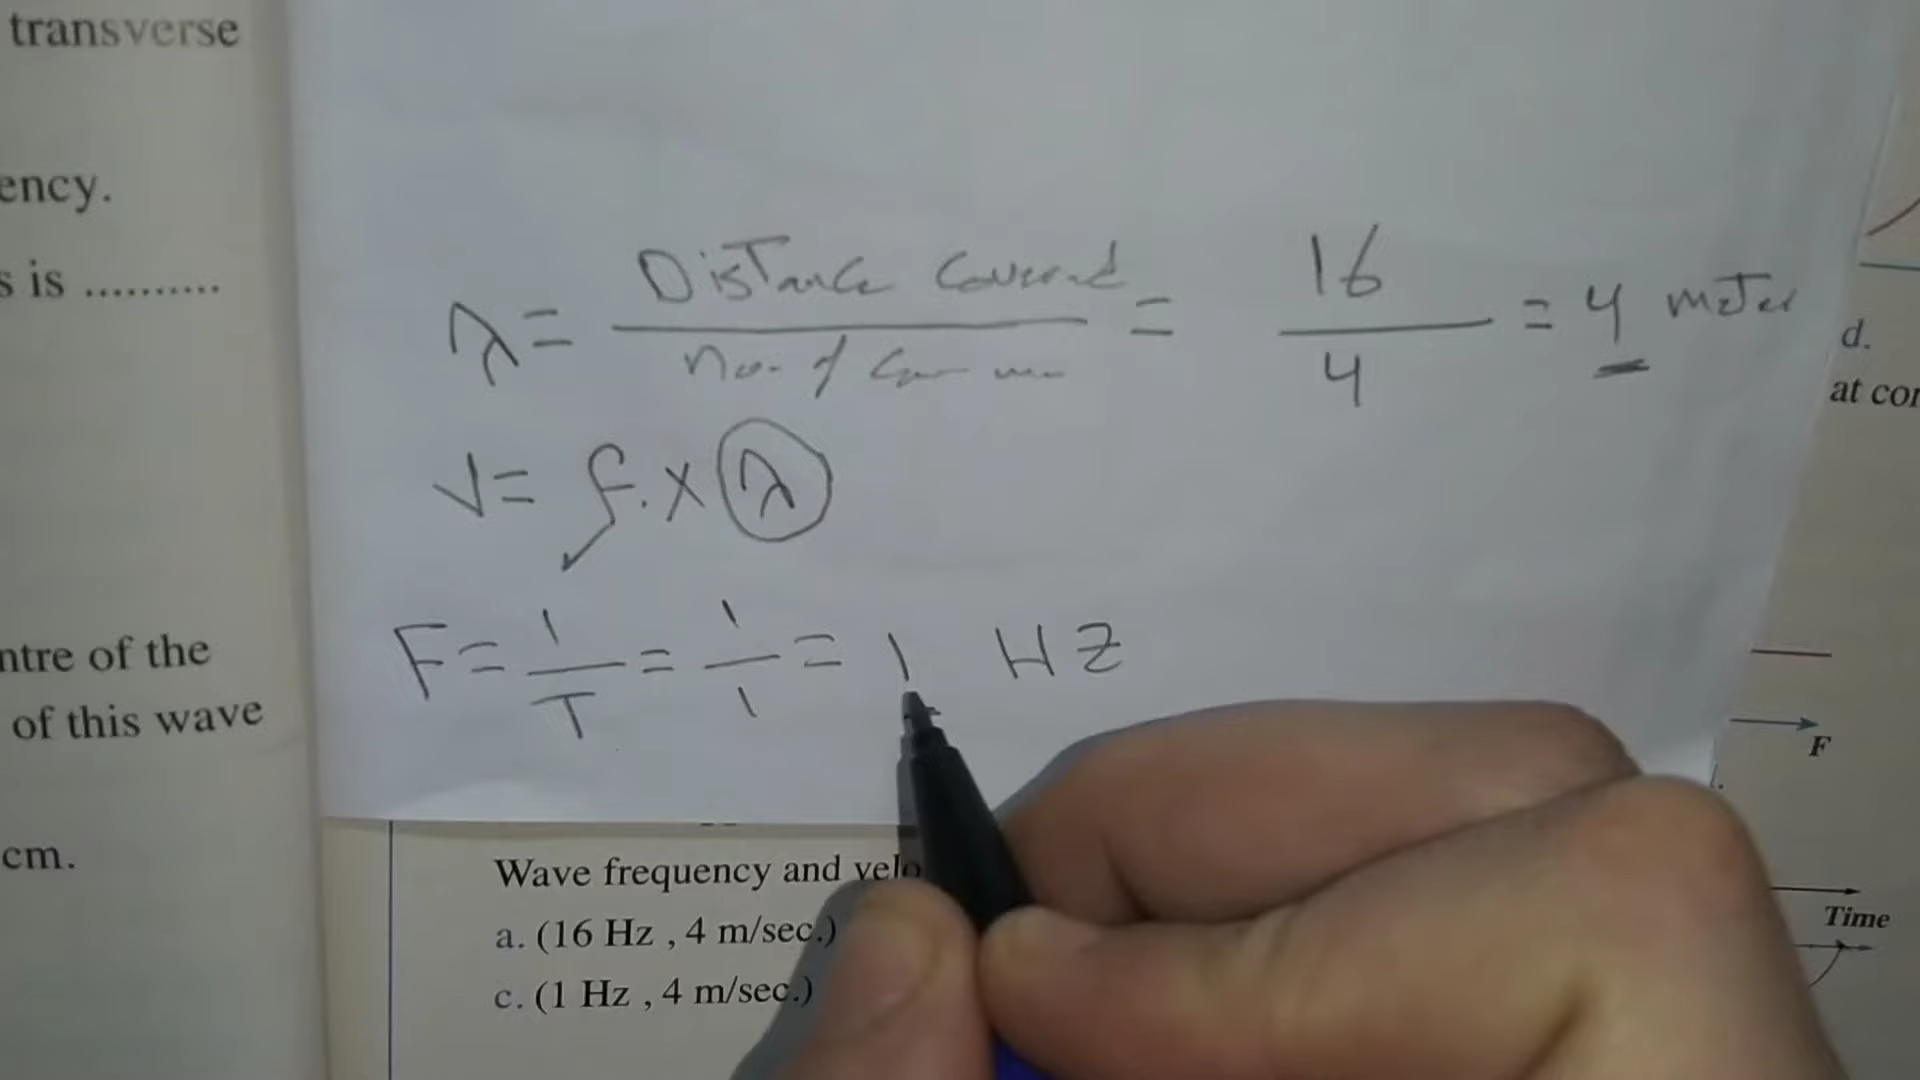 transverse
ency.
s is ..........
λ = Distance Covered / no. of = 16 / 4 = 4 meter
d.
at cor
V = f. x λ
ntre of the
of this wave
F = 1 / T = 1 / 1 = 1 HZ
F
cm.
Wave frequency and velo
a. (16 Hz , 4 m/sec.)
c. (1 Hz , 4 m/sec.)
Time